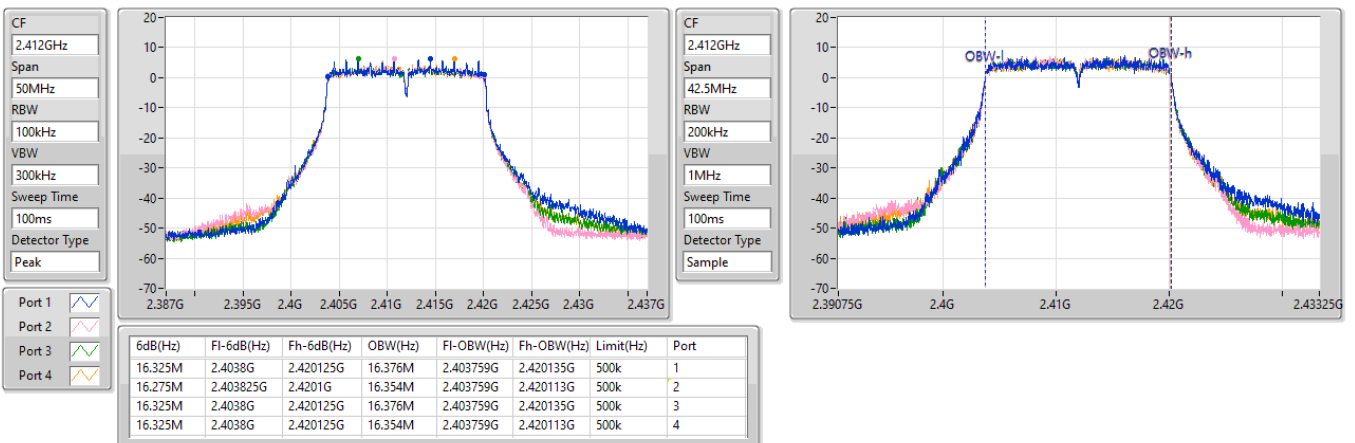 CF
2.412GHz
Span
50MHz
RBW
100kHz
VBW
300kHz
Sweep Time
100ms
Detector Type
Peak
20
10
0
-10
-20
-30
-40
-50
-60
-70
2.387G 2.395G 2.4G 2.405G 2.41G 2.415G 2.42G 2.425G 2.43G 2.437G
CF
2.412GHz
Span
42.5MHz
RBW
200kHz
VBW
1MHz
Sweep Time
100ms
Detector Type
Sample
20
10
0
-10
-20
-30
-40
-50
-60
-70
OBW-l OBW-h
2.39075G 2.4G 2.41G 2.42G 2.43325G
Port 1
Port 2
Port 3
Port 4
6dB(Hz) Fl-6dB(Hz) Fh-6dB(Hz) OBW(Hz) Fl-OBW(Hz) Fh-OBW(Hz) Limit(Hz) Port
16.325M 2.4038G 2.420125G 16.376M 2.403759G 2.420135G 500k 1
16.275M 2.403825G 2.4201G 16.354M 2.403759G 2.420113G 500k 2
16.325M 2.4038G 2.420125G 16.376M 2.403759G 2.420135G 500k 3
16.325M 2.4038G 2.420125G 16.354M 2.403759G 2.420113G 500k 4